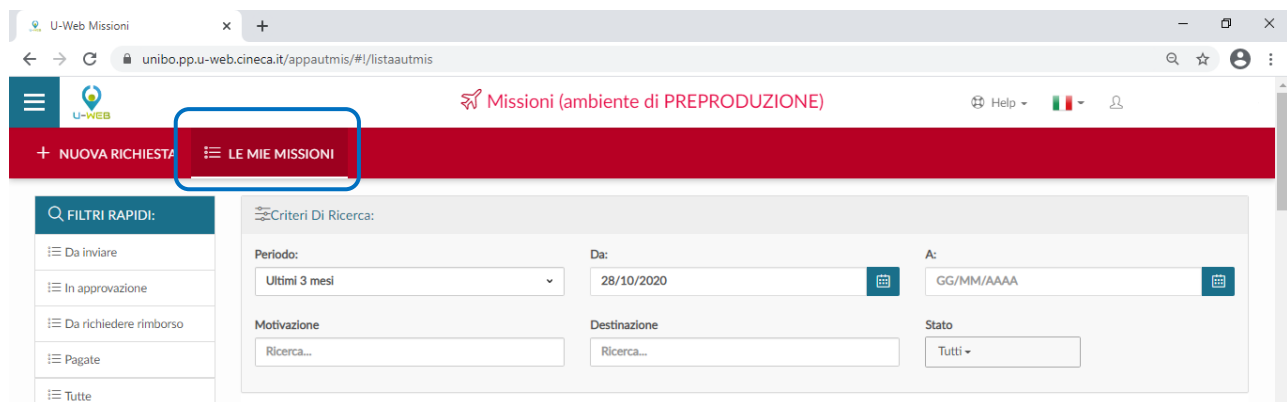 U-Web Missioni
unibo.pp.u-web.cineca.it/appautmis/#!/listaautmis
U-WEB
Missioni (ambiente di PREPRODUZIONE)
Help
NUOVA RICHIESTA
LE MIE MISSIONI
FILTRI RAPIDI:
Da inviare
In approvazione
Da richiedere rimborso
Pagate
Tutte
Criteri Di Ricerca:
Periodo: Da: A:
Ultimi 3 mesi 28/10/2020 GG/MM/AAAA
Motivazione Destinazione Stato
Ricerca... Ricerca... Tutti